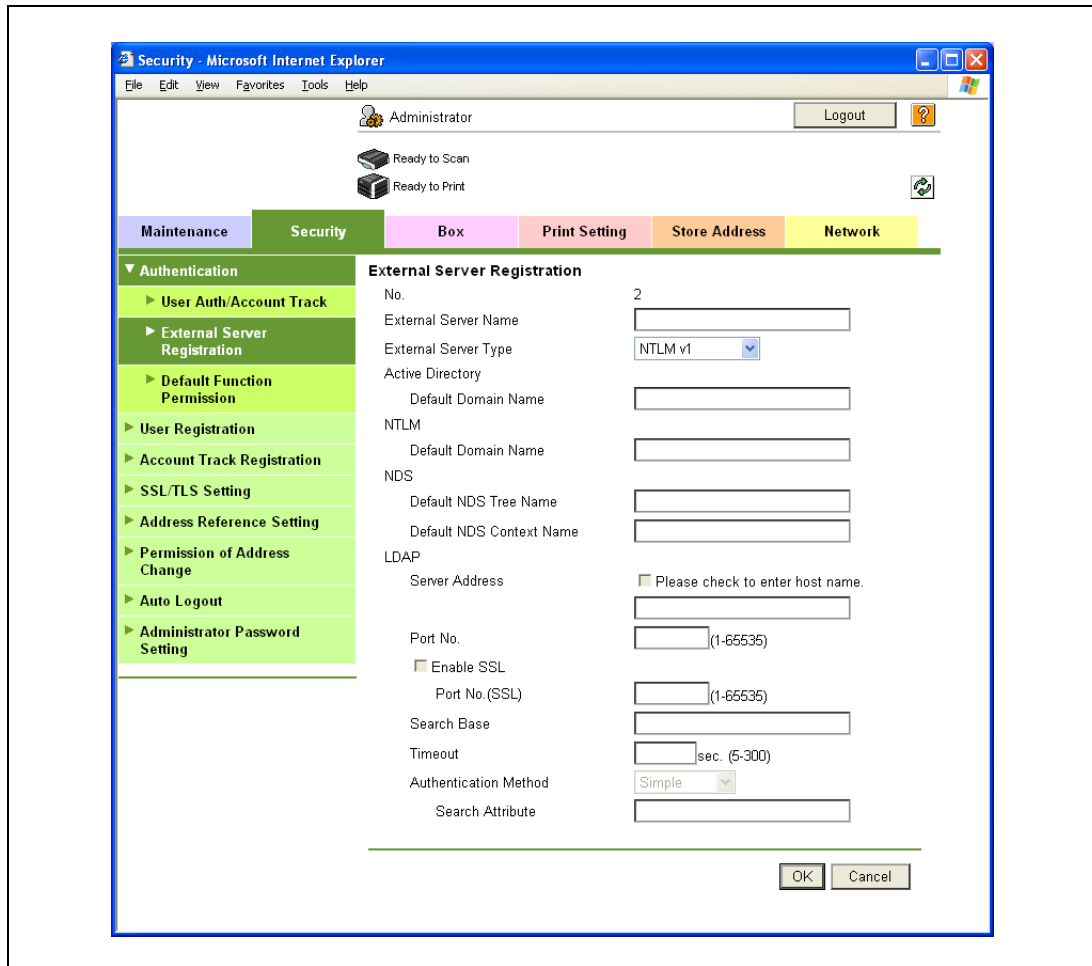 Security - Microsoft Internet Explorer
File Edit View Favorites Tools Help
Administrator
Logout
?
Ready to Scan
Ready to Print
Maintenance
Security
Box
Print Setting
Store Address
Network
Authentication
User Auth/Account Track
External Server
Registration
Default Function
Permission
User Registration
Account Track Registration
SSL/TLS Setting
Address Reference Setting
Permission of Address
Change
Auto Logout
Administrator Password
Setting
External Server Registration
No. 2
External Server Name
External Server Type NTLM v1
Active Directory
Default Domain Name
NTLM
Default Domain Name
NDS
Default NDS Tree Name
Default NDS Context Name
LDAP
Server Address Please check to enter host name.
Port No. (1-65535)
Enable SSL
Port No.(SSL) (1-65535)
Search Base
Timeout sec. (5-300)
Authentication Method Simple
Search Attribute
OK Cancel